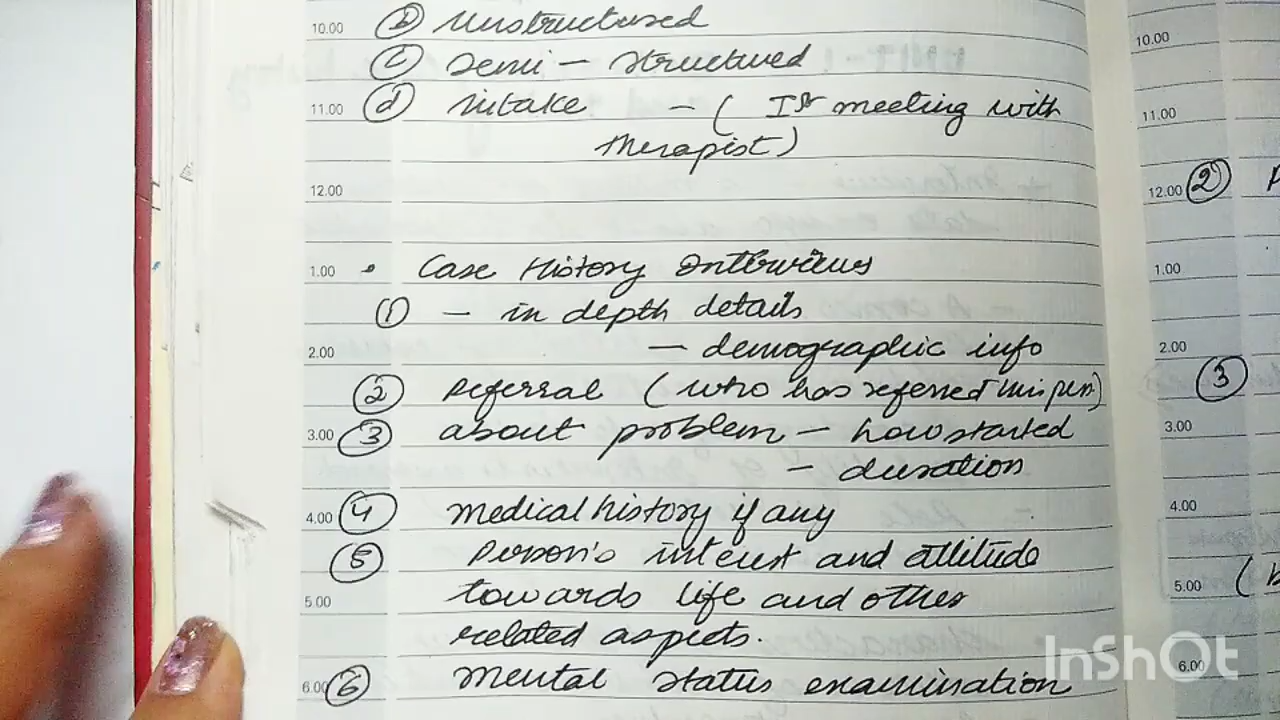 10.00 (b) unstructured
(c) Semi - structured
11.00 (d) intake - ( Ist meeting with
therapist)
12.00
1.00 • Case History Interviews
(1) - in depth details
2.00 - demographic info
(2) Referral (who has referred this pers)
3.00 (3) about problem - how started
- duration
4.00 (4) medical history if any
(5) Person's interest and attitude
5.00 towards life and other
related aspects.
6.00 (6) Mental status examination
10.00
11.00
12.00 (2)
1.00
2.00
(3)
3.00
4.00
5.00 (
6.00
InShOt